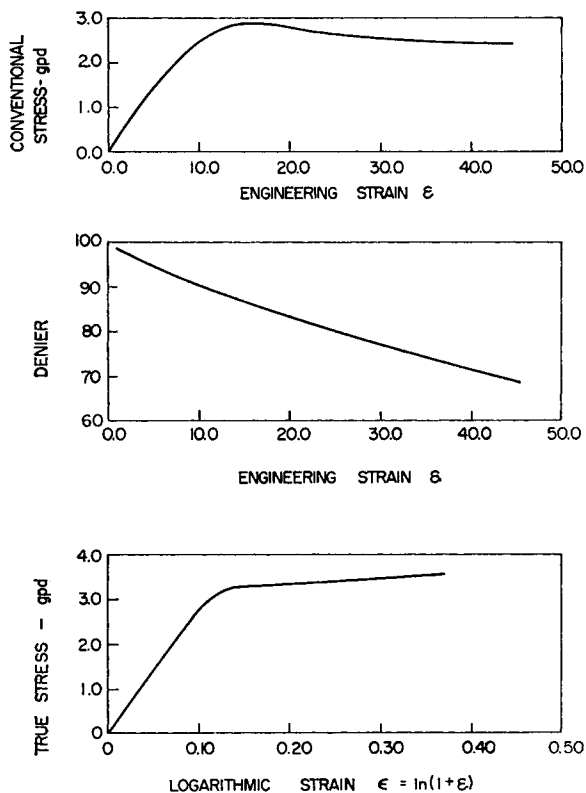 CONVENTIONAL
STRESS-gpd
3.0
2.0
1.0
0.0
0.0 10.0 20.0 30.0 40.0 50.0
ENGINEERING STRAIN ε
DENIER
100
90
80
70
60
0.0 10.0 20.0 30.0 40.0 50.0
ENGINEERING STRAIN ε
TRUE STRESS - gpd
4.0
3.0
2.0
1.0
0
0 0.10 0.20 0.30 0.40 0.50
LOGARITHMIC STRAIN ϵ = ln(1+ε)